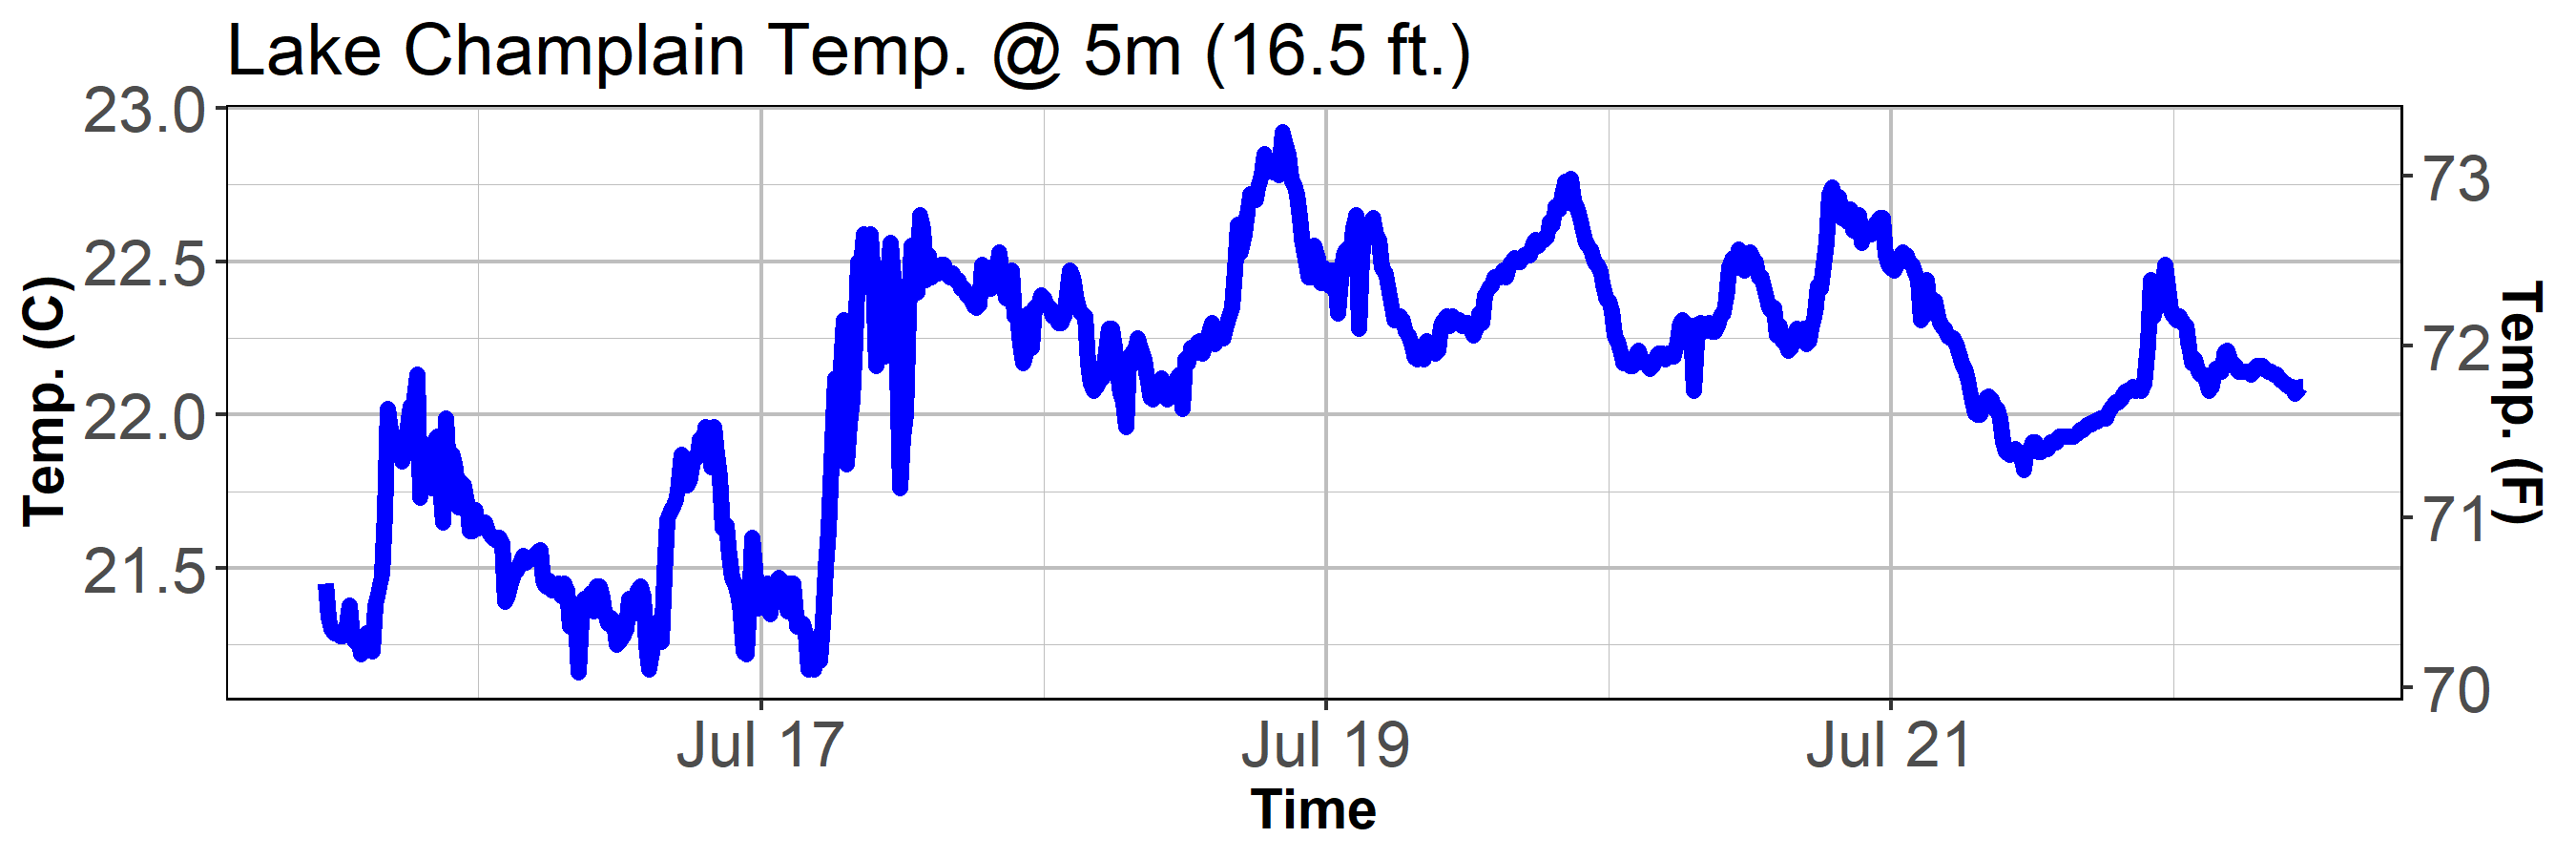 Lake Champlain Temp. @ 5m (16.5 ft.)
23.0
22.5
22.0
21.5
Temp. (C)
73
72
71
70
Temp. (F)
Jul 17 Jul 19 Jul 21
Time